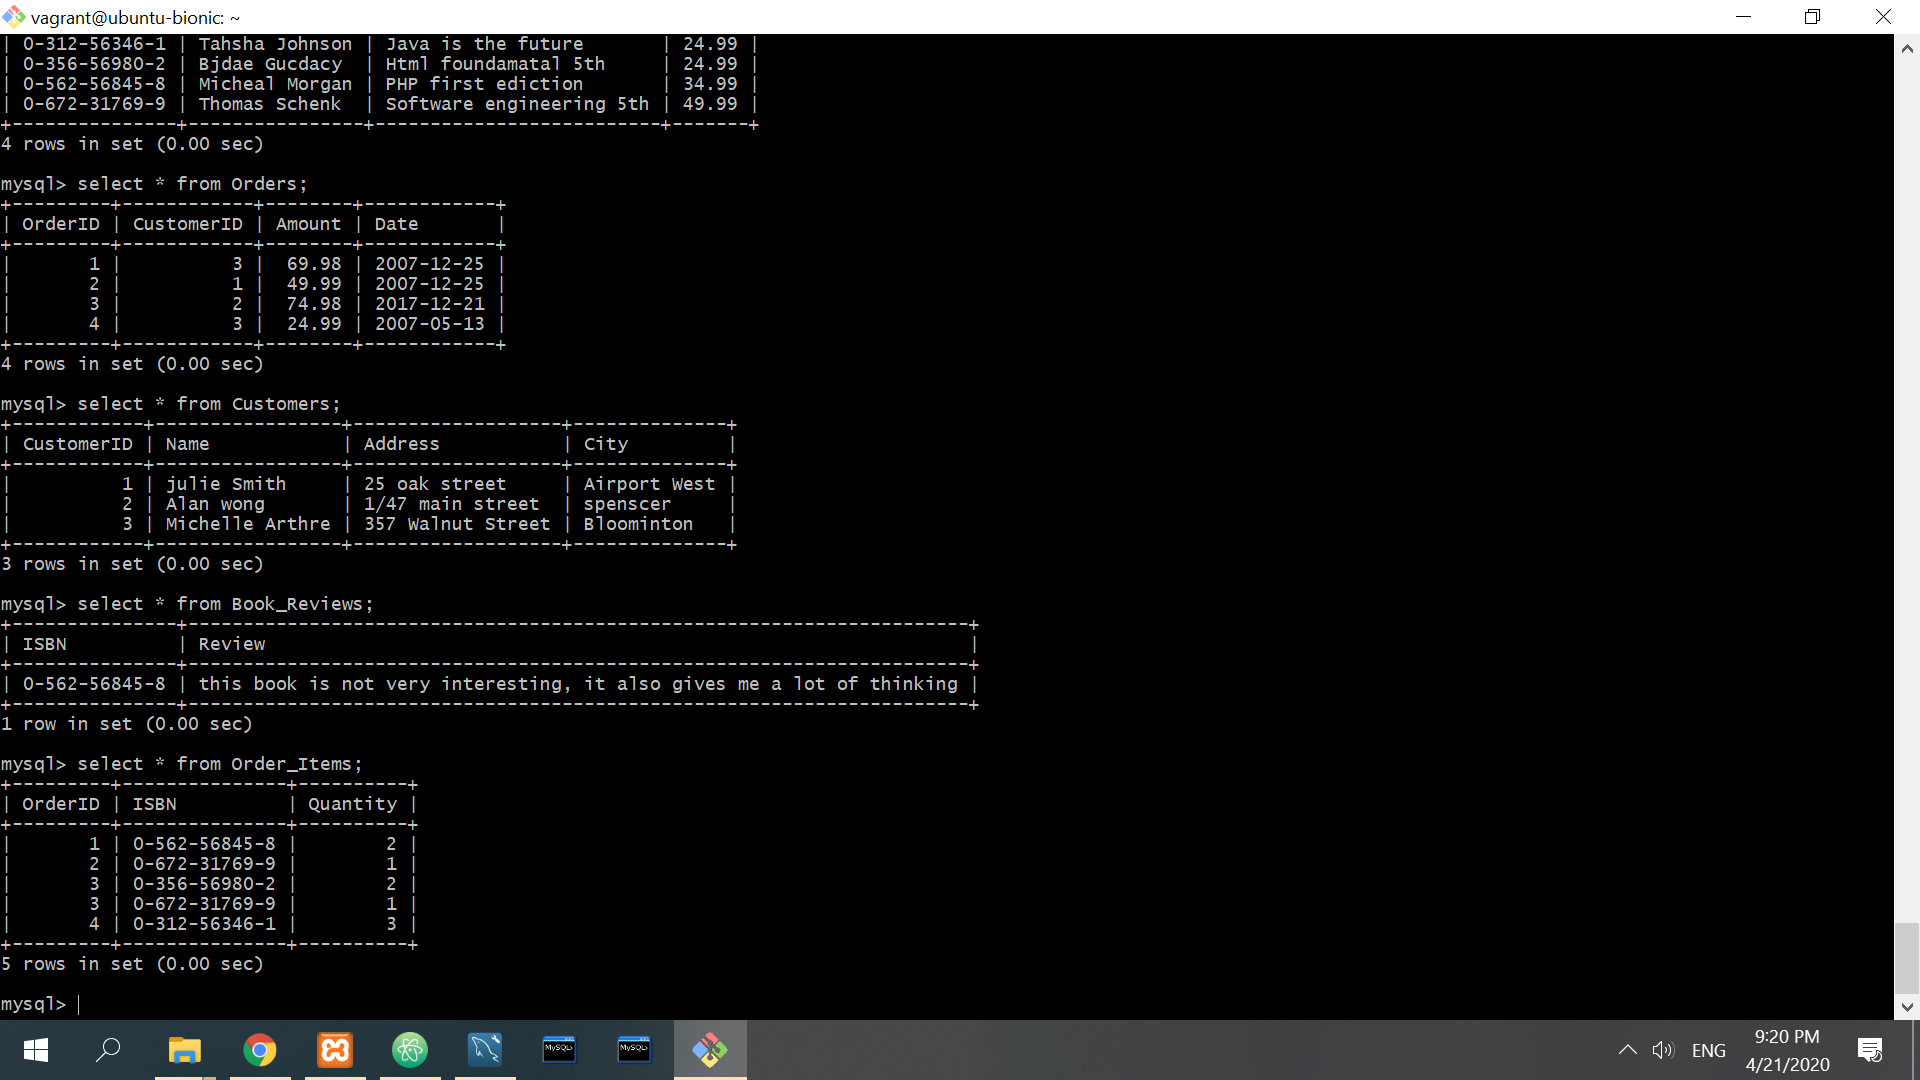 vagrant@ubuntu-bionic: ~
| 0-312-56346-1 | Tahsha Johnson | Java is the future       | 24.99 |
| 0-356-56980-2 | Bjdae Gucdacy  | Html foundamatal 5th     | 24.99 |
| 0-562-56845-8 | Micheal Morgan | PHP first ediction       | 34.99 |
| 0-672-31769-9 | Thomas Schenk  | Software engineering 5th | 49.99 |
+---------------+----------------+--------------------------+-------+
4 rows in set (0.00 sec)
mysql> select * from Orders;
+---------+------------+--------+------------+
| OrderID | CustomerID | Amount | Date       |
+---------+------------+--------+------------+
|       1 |          3 |  69.98 | 2007-12-25 |
|       2 |          1 |  49.99 | 2007-12-25 |
|       3 |          2 |  74.98 | 2017-12-21 |
|       4 |          3 |  24.99 | 2007-05-13 |
+---------+------------+--------+------------+
4 rows in set (0.00 sec)
mysql> select * from Customers;
+------------+-----------------+-------------------+--------------+
| CustomerID | Name            | Address           | City         |
+------------+-----------------+-------------------+--------------+
|          1 | julie Smith     | 25 oak street     | Airport West |
|          2 | Alan wong       | 1/47 main street  | spenscer     |
|          3 | Michelle Arthre | 357 Walnut Street | Bloominton   |
+------------+-----------------+-------------------+--------------+
3 rows in set (0.00 sec)
mysql> select * from Book_Reviews;
+---------------+-----------------------------------------------------------------------+
| ISBN          | Review                                                                |
+---------------+-----------------------------------------------------------------------+
| 0-562-56845-8 | this book is not very interesting, it also gives me a lot of thinking |
+---------------+-----------------------------------------------------------------------+
1 row in set (0.00 sec)
mysql> select * from Order_Items;
+---------+---------------+----------+
| OrderID | ISBN          | Quantity |
+---------+---------------+----------+
|       1 | 0-562-56845-8 |        2 |
|       2 | 0-672-31769-9 |        1 |
|       3 | 0-356-56980-2 |        2 |
|       3 | 0-672-31769-9 |        1 |
|       4 | 0-312-56346-1 |        3 |
+---------+---------------+----------+
5 rows in set (0.00 sec)
mysql>
MySQL> MySQL> ENG 9:20 PM
4/21/2020